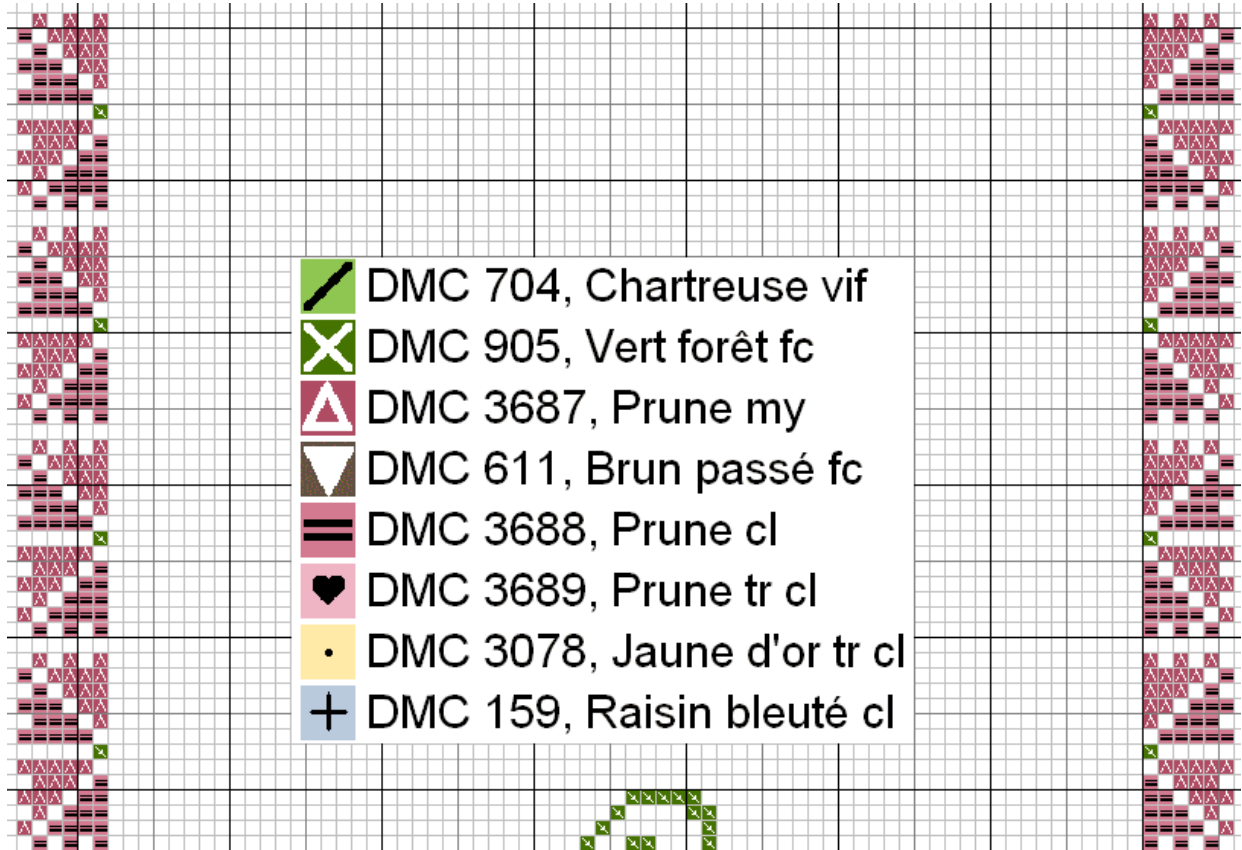 DMC 704, Chartreuse vif
DMC 905, Vert forêt fc
DMC 3687, Prune my
DMC 611, Brun passé fc
DMC 3688, Prune cl
DMC 3689, Prune tr cl
DMC 3078, Jaune d'or tr cl
DMC 159, Raisin bleuté cl